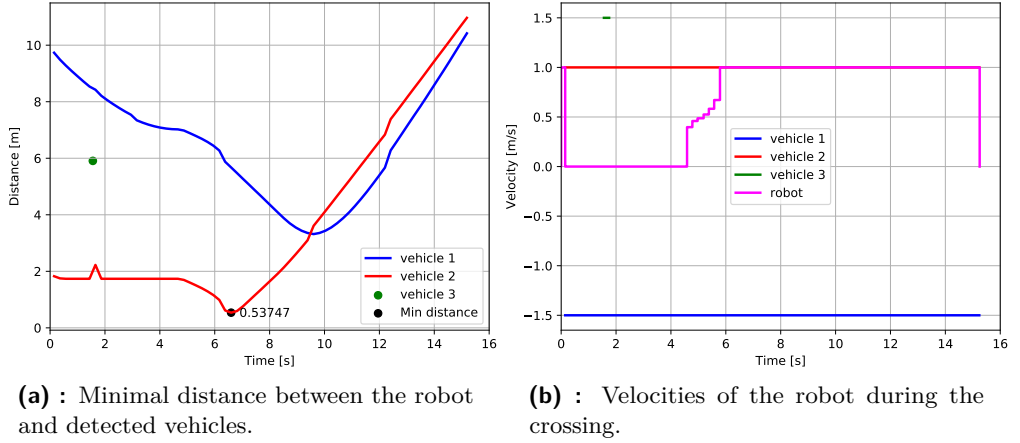 10
8
6
4
2
0
Distance [m]
0.53747
vehicle 1
vehicle 2
vehicle 3
Min distance
0 2 4 6 8 10 12 14 16
Time [s]
1.5
1.0
0.5
0.0
−0.5
−1.0
−1.5
Velocity [m/s]
vehicle 1
vehicle 2
vehicle 3
robot
0 2 4 6 8 10 12 14 16
Time [s]
(a) : Minimal distance between the robot
and detected vehicles.
(b) : Velocities of the robot during the
crossing.